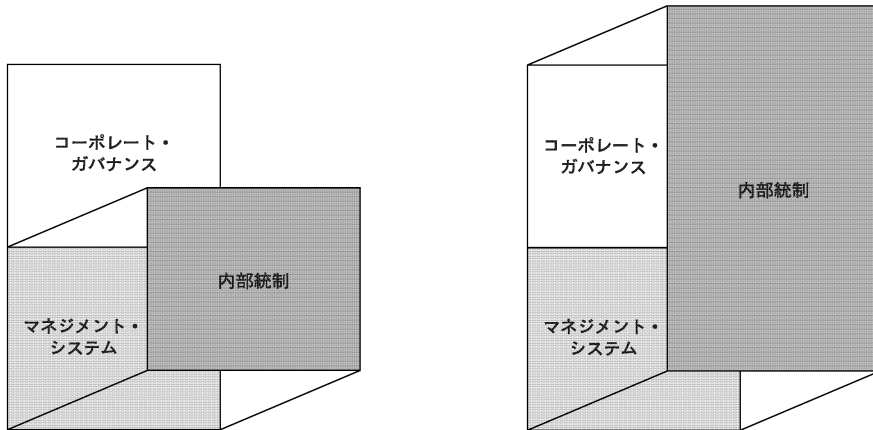 コーポレート・
ガバナンス
内部統制
マネジメント・
システム
コーポレート・
ガバナンス
内部統制
マネジメント・
システム